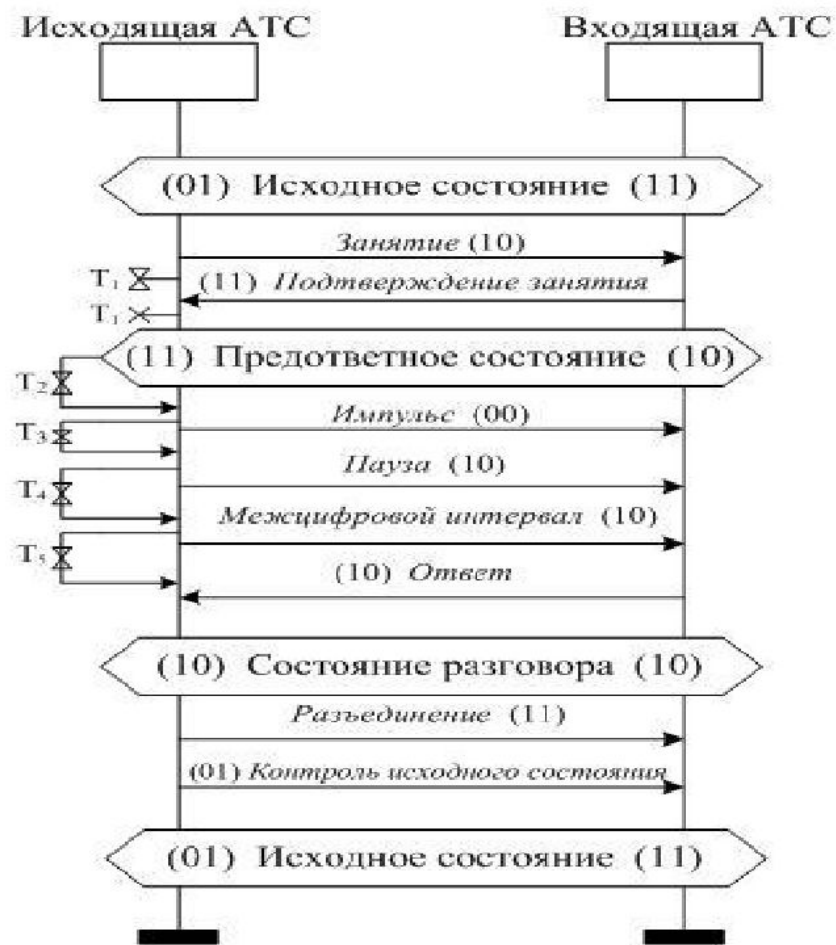 Исходящая АТС Входящая АТС
(01) Исходное состояние (11)
Занятие (10)
T₁
(11) Подтверждение занятия
T₁
(11) Предответное состояние (10)
T₂
Импульс (00)
T₃
Пауза (10)
T₄
Межцифровой интервал (10)
T₅
(10) Ответ
(10) Состояние разговора (10)
Разъединение (11)
(01) Контроль исходного состояния
(01) Исходное состояние (11)